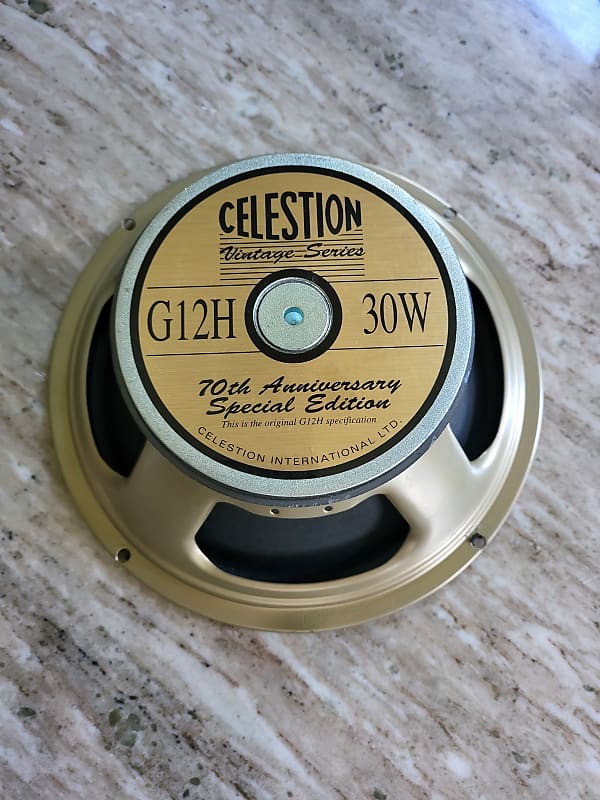 CELESTION
Vintage Series
G12H 30W
70th Anniversary
Special Edition
This is the original G12H specification
CELESTION INTERNATIONAL LTD.